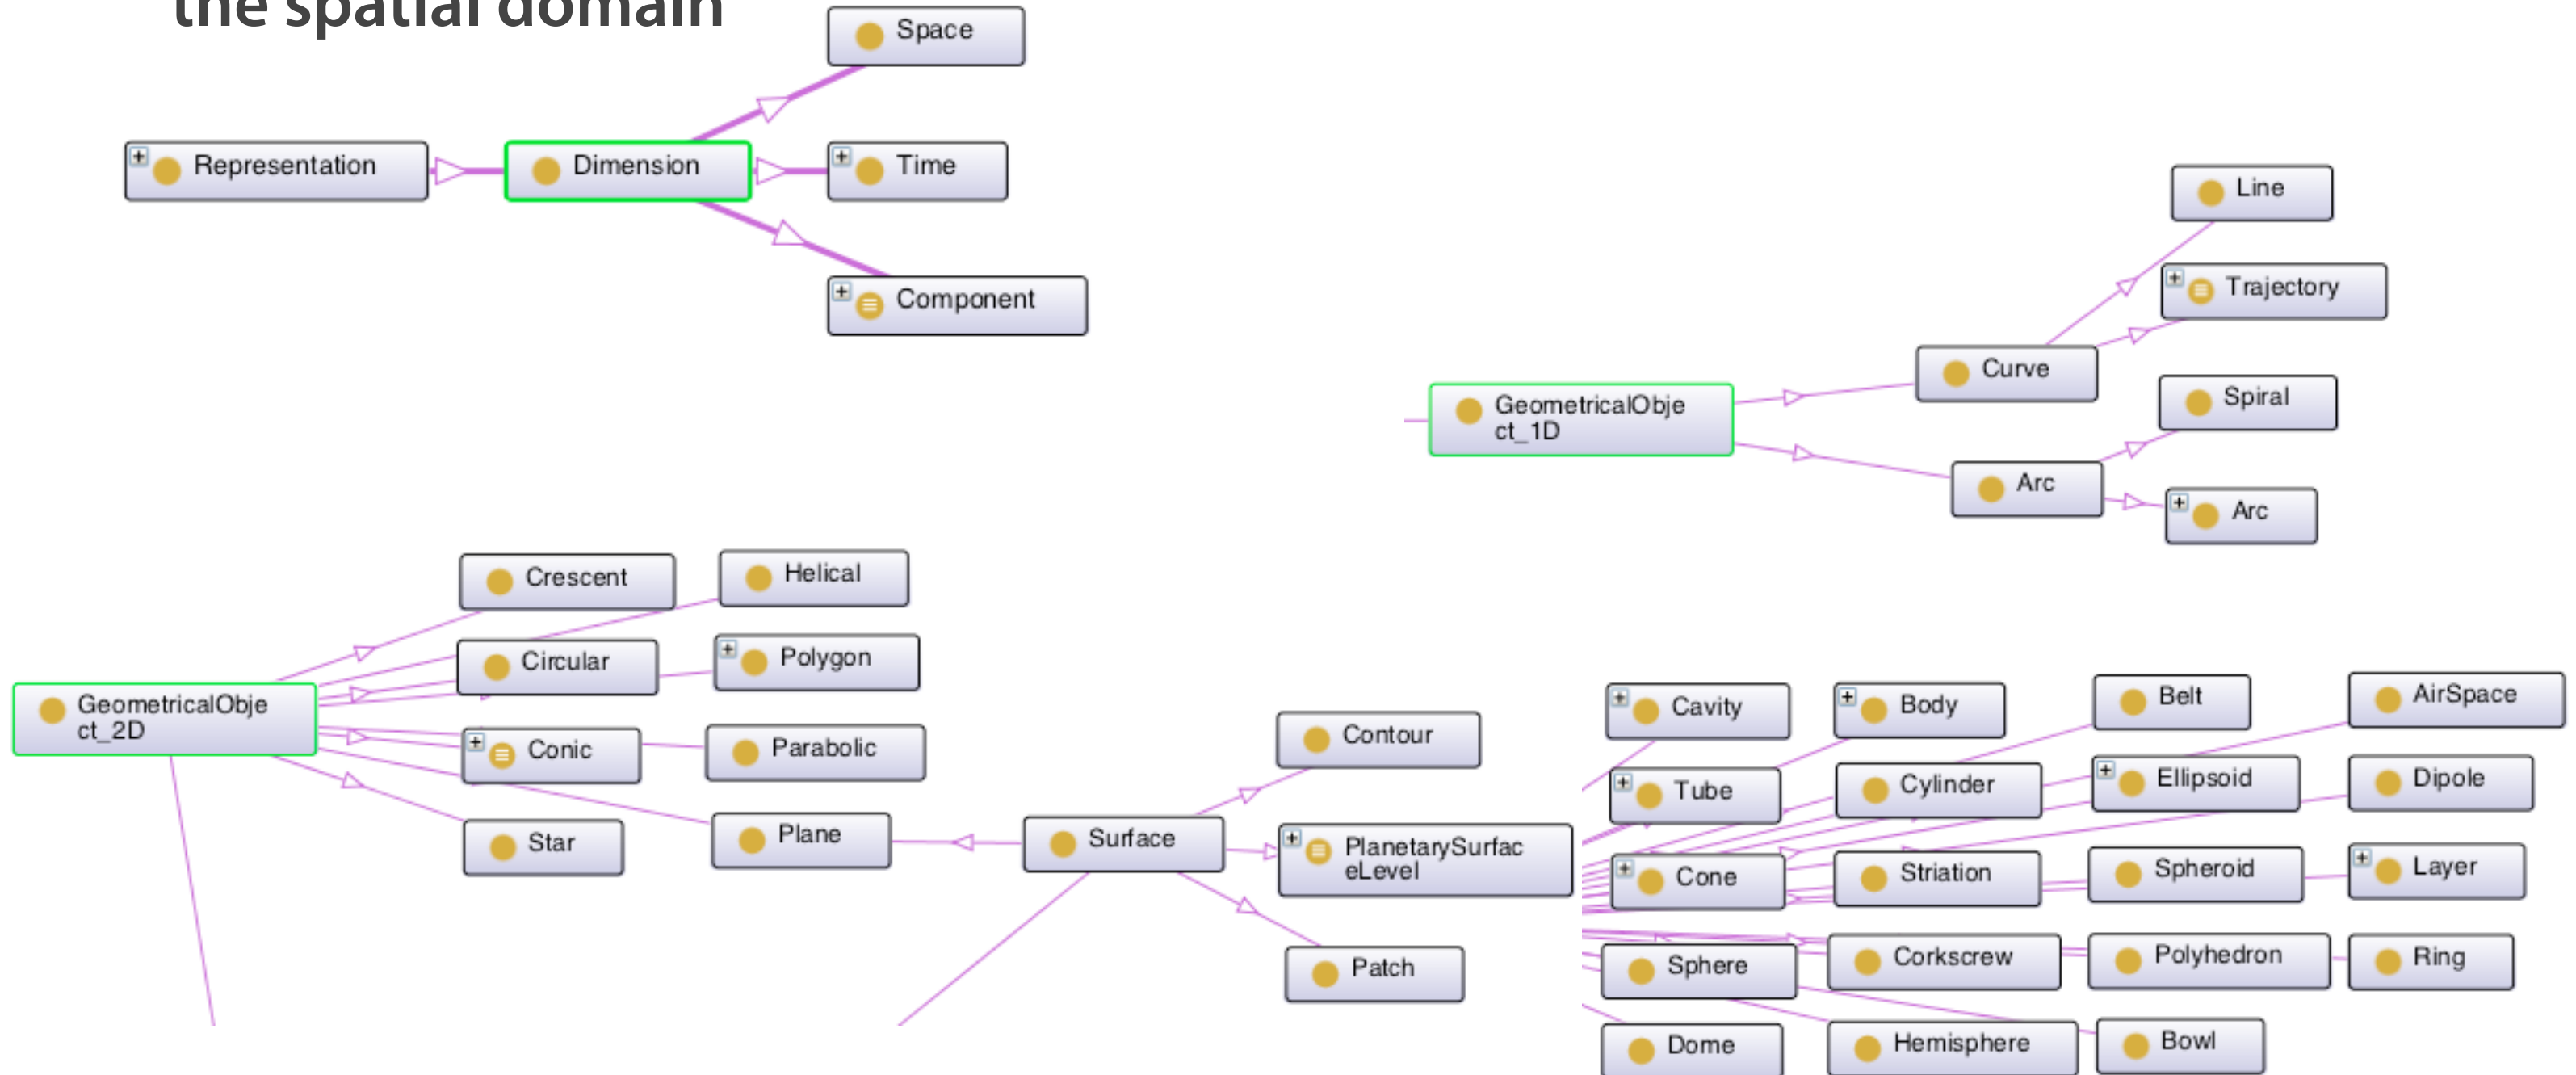 the spatial domain
Space
Representation
Dimension
Time
Component
Line
Trajectory
Curve
GeometricalObje
ct_1D
Spiral
Arc
Arc
Crescent
Helical
Circular
Polygon
GeometricalObje
ct_2D
Conic
Parabolic
Star
Plane
Surface
Contour
PlanetarySurfac
eLevel
Patch
Cavity
Body
Belt
AirSpace
Tube
Cylinder
Ellipsoid
Dipole
Cone
Striation
Spheroid
Layer
Sphere
Corkscrew
Polyhedron
Ring
Dome
Hemisphere
Bowl